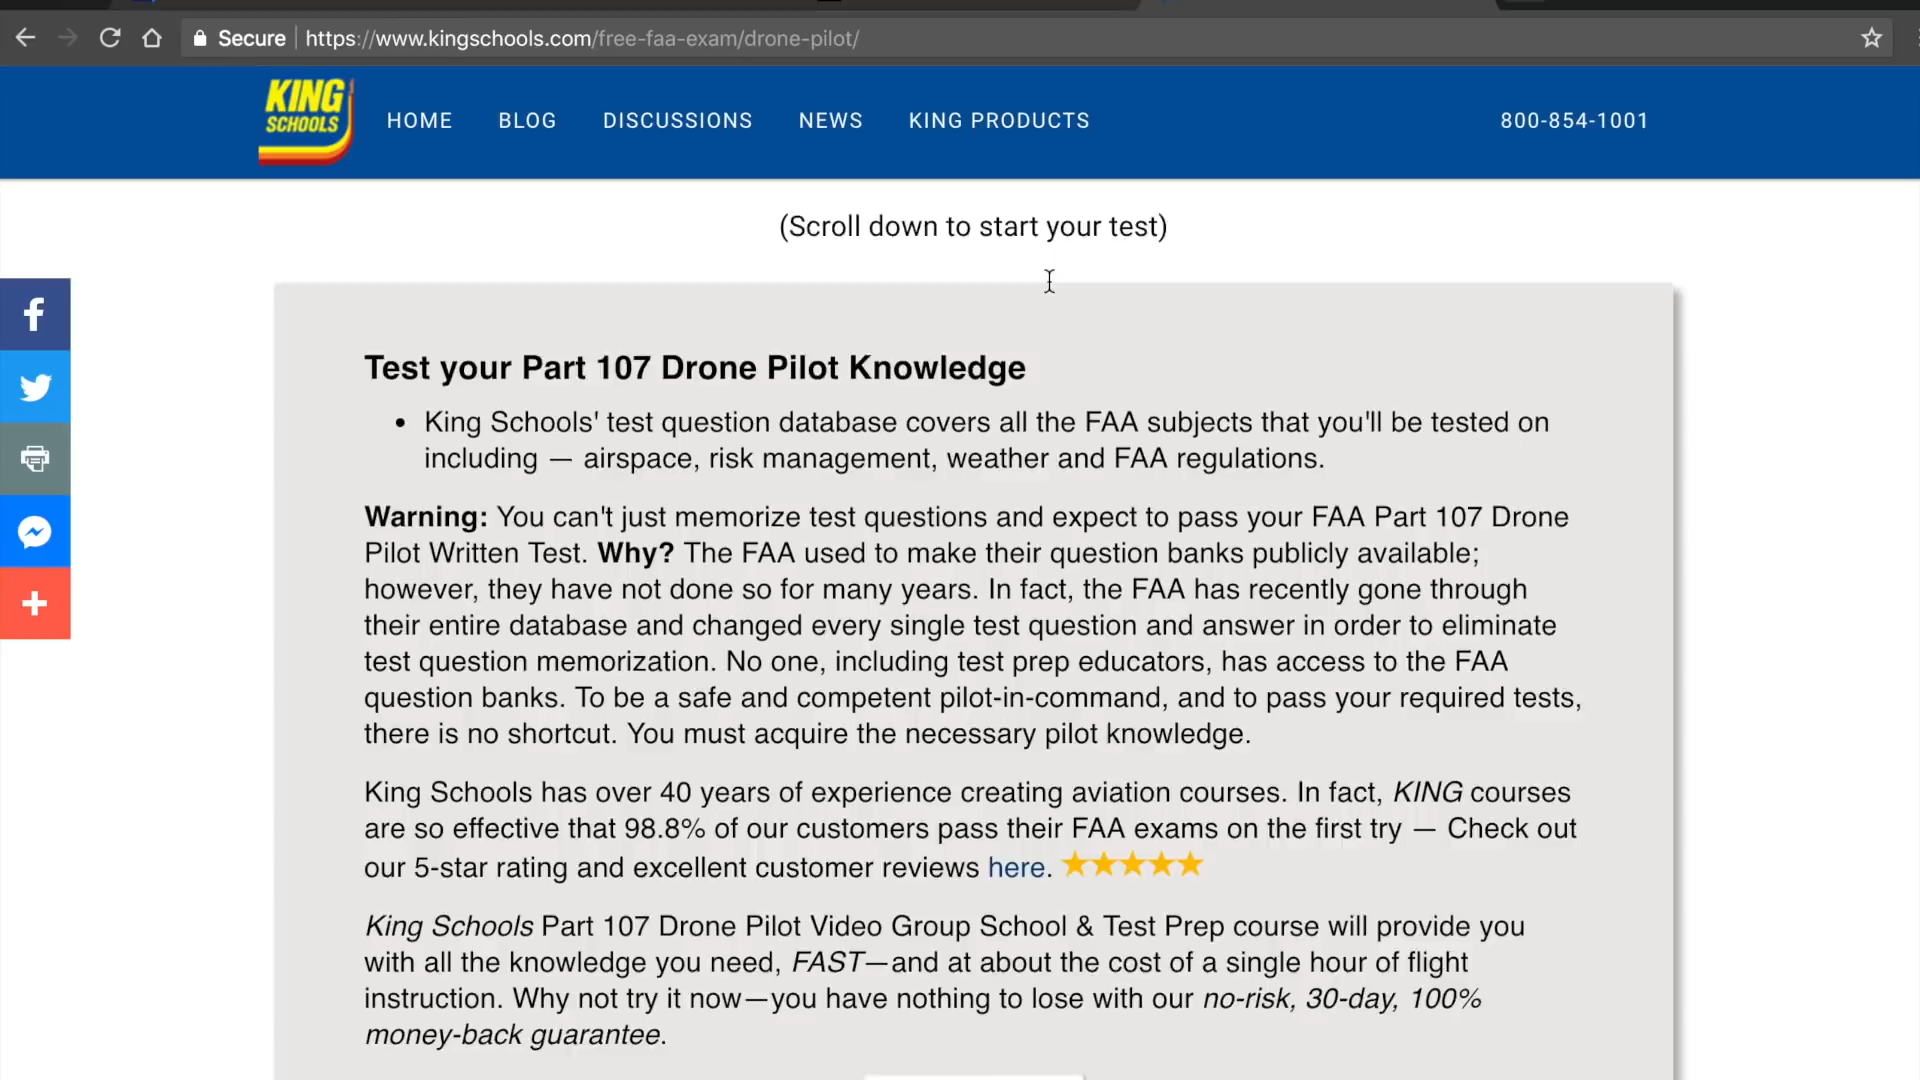 Secure | https://www.kingschools.com/free-faa-exam/drone-pilot/
KING SCHOOLS
HOME BLOG DISCUSSIONS NEWS KING PRODUCTS 800-854-1001
(Scroll down to start your test)
Test your Part 107 Drone Pilot Knowledge
• King Schools' test question database covers all the FAA subjects that you'll be tested on
including — airspace, risk management, weather and FAA regulations.
Warning: You can't just memorize test questions and expect to pass your FAA Part 107 Drone
Pilot Written Test. Why? The FAA used to make their question banks publicly available;
however, they have not done so for many years. In fact, the FAA has recently gone through
their entire database and changed every single test question and answer in order to eliminate
test question memorization. No one, including test prep educators, has access to the FAA
question banks. To be a safe and competent pilot-in-command, and to pass your required tests,
there is no shortcut. You must acquire the necessary pilot knowledge.
King Schools has over 40 years of experience creating aviation courses. In fact, KING courses
are so effective that 98.8% of our customers pass their FAA exams on the first try — Check out
our 5-star rating and excellent customer reviews here. ★★★★★
King Schools Part 107 Drone Pilot Video Group School & Test Prep course will provide you
with all the knowledge you need, FAST—and at about the cost of a single hour of flight
instruction. Why not try it now—you have nothing to lose with our no-risk, 30-day, 100%
money-back guarantee.